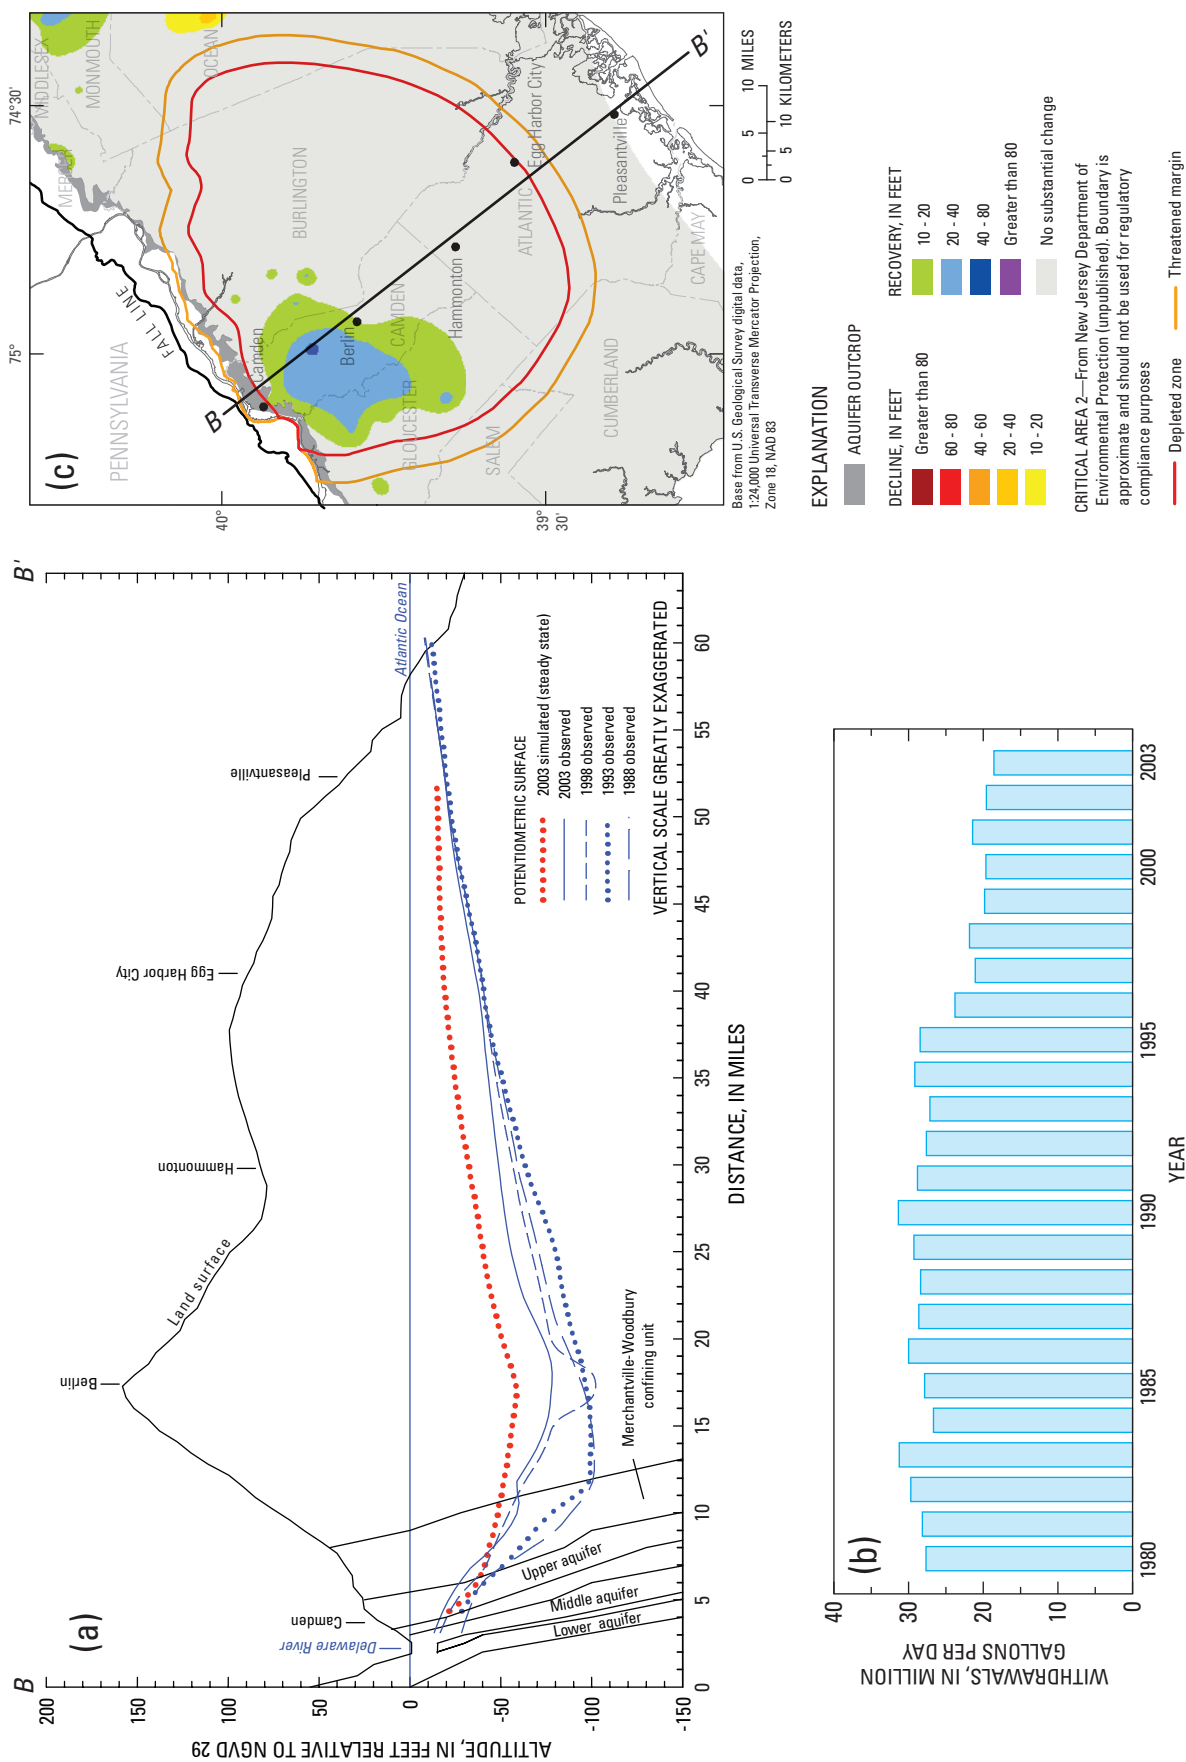 (a)
B
B'
200
150
100
50
0
-50
-100
-150
ALTITUDE, IN FEET RELATIVE TO NGVD 29
Delaware River
Camden
Berlin
Land surface
Hammonton
Egg Harbor City
Pleasantville
Atlantic Ocean
Lower aquifer
Middle aquifer
Upper aquifer
Merchantville-Woodbury
confining unit
POTENTIOMETRIC SURFACE
2003 simulated (steady state)
2003 observed
1998 observed
1993 observed
1988 observed
VERTICAL SCALE GREATLY EXAGGERATED
0
5
10
15
20
25
30
35
40
45
50
55
60
DISTANCE, IN MILES
(b)
40
30
20
10
0
WITHDRAWALS, IN MILLION
GALLONS PER DAY
1980
1985
1990
1995
2000
2003
YEAR
(c)
75°
74°30'
40°
39°
30'
PENNSYLVANIA
FALL LINE
MIDDLESEX
MONMOUTH
OCEAN
BURLINGTON
CAMDEN
GLOUCESTER
SALEM
ATLANTIC
CUMBERLAND
CAPE MAY
B
B'
Camden
Berlin
Hammonton
Egg Harbor City
Pleasantville
Base from U.S. Geological Survey digital data,
1:24,000 Universal Transverse Mercator Projection,
Zone 18, NAD 83
0 5 10 MILES
0 5 10 KILOMETERS
EXPLANATION
AQUIFER OUTCROP
DECLINE, IN FEET
Greater than 80
60 - 80
40 - 60
20 - 40
10 - 20
RECOVERY, IN FEET
10 - 20
20 - 40
40 - 80
Greater than 80
No substantial change
CRITICAL AREA 2—From New Jersey Department of
Environmental Protection (unpublished). Boundary is
approximate and should not be used for regulatory
compliance purposes
Depleted zone
Threatened margin